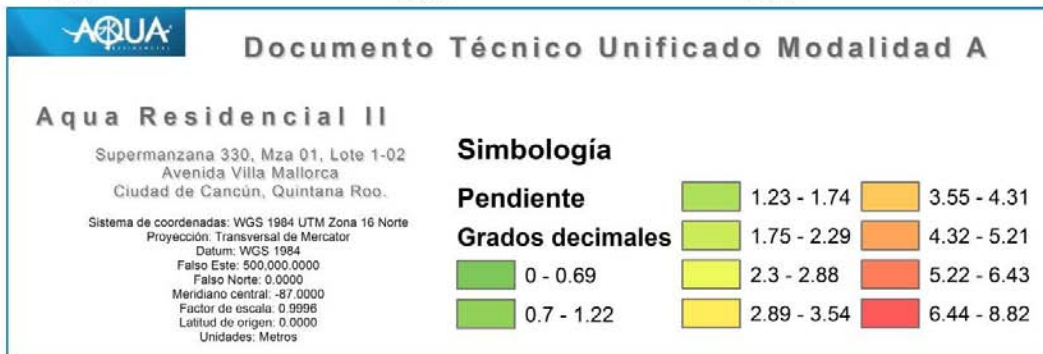 AQUA
RESIDENCIAL
Documento Técnico Unificado Modalidad A
Aqua Residencial II
Supermanzana 330, Mza 01, Lote 1-02
Avenida Villa Mallorca
Ciudad de Cancún, Quintana Roo.
Sistema de coordenadas: WGS 1984 UTM Zona 16 Norte
Proyección: Transversal de Mercator
Datum: WGS 1984
Falso Este: 500,000.0000
Falso Norte: 0.0000
Meridiano central: -87.0000
Factor de escala: 0.9996
Latitud de origen: 0.0000
Unidades: Metros
Simbología
Pendiente
Grados decimales
0 - 0.69
0.7 - 1.22
1.23 - 1.74
1.75 - 2.29
2.3 - 2.88
2.89 - 3.54
3.55 - 4.31
4.32 - 5.21
5.22 - 6.43
6.44 - 8.82